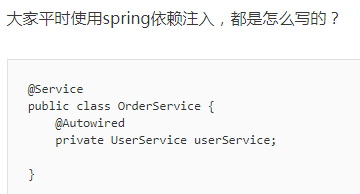 大家平时使用spring依赖注入，都是怎么写的？
@Service
public class OrderService {
    @Autowired
    private UserService userService;
}